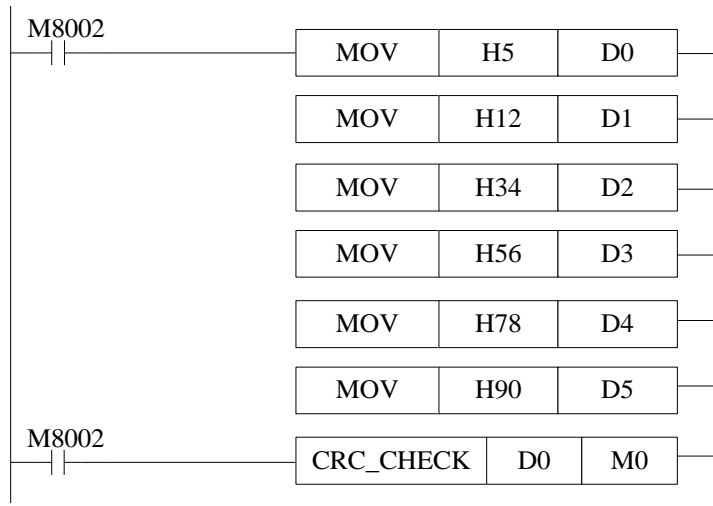 M8002
MOV H5 D0
MOV H12 D1
MOV H34 D2
MOV H56 D3
MOV H78 D4
MOV H90 D5
M8002
CRC_CHECK D0 M0